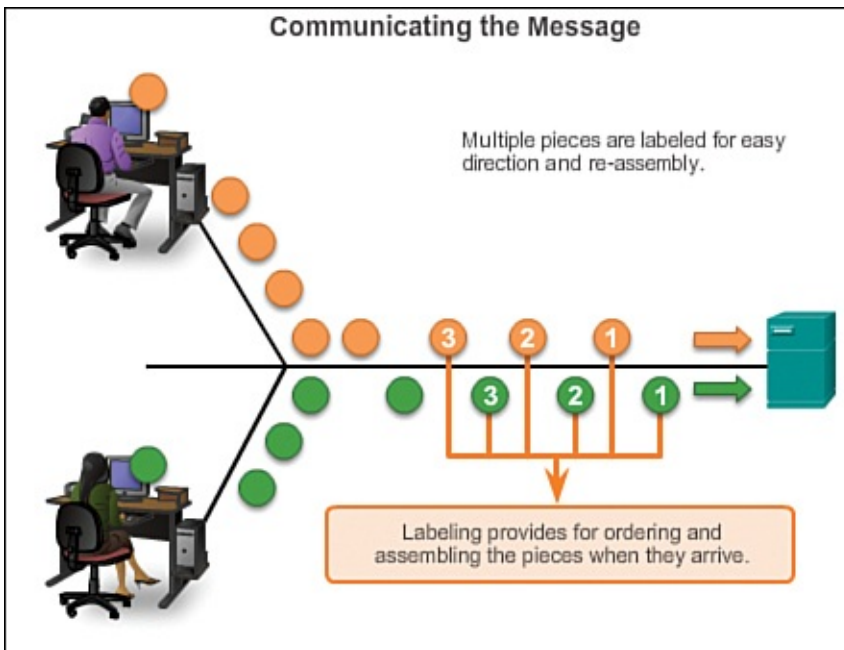 Communicating the Message
Multiple pieces are labeled for easy
direction and re-assembly.
3 2 1
3 2 1
Labeling provides for ordering and
assembling the pieces when they arrive.